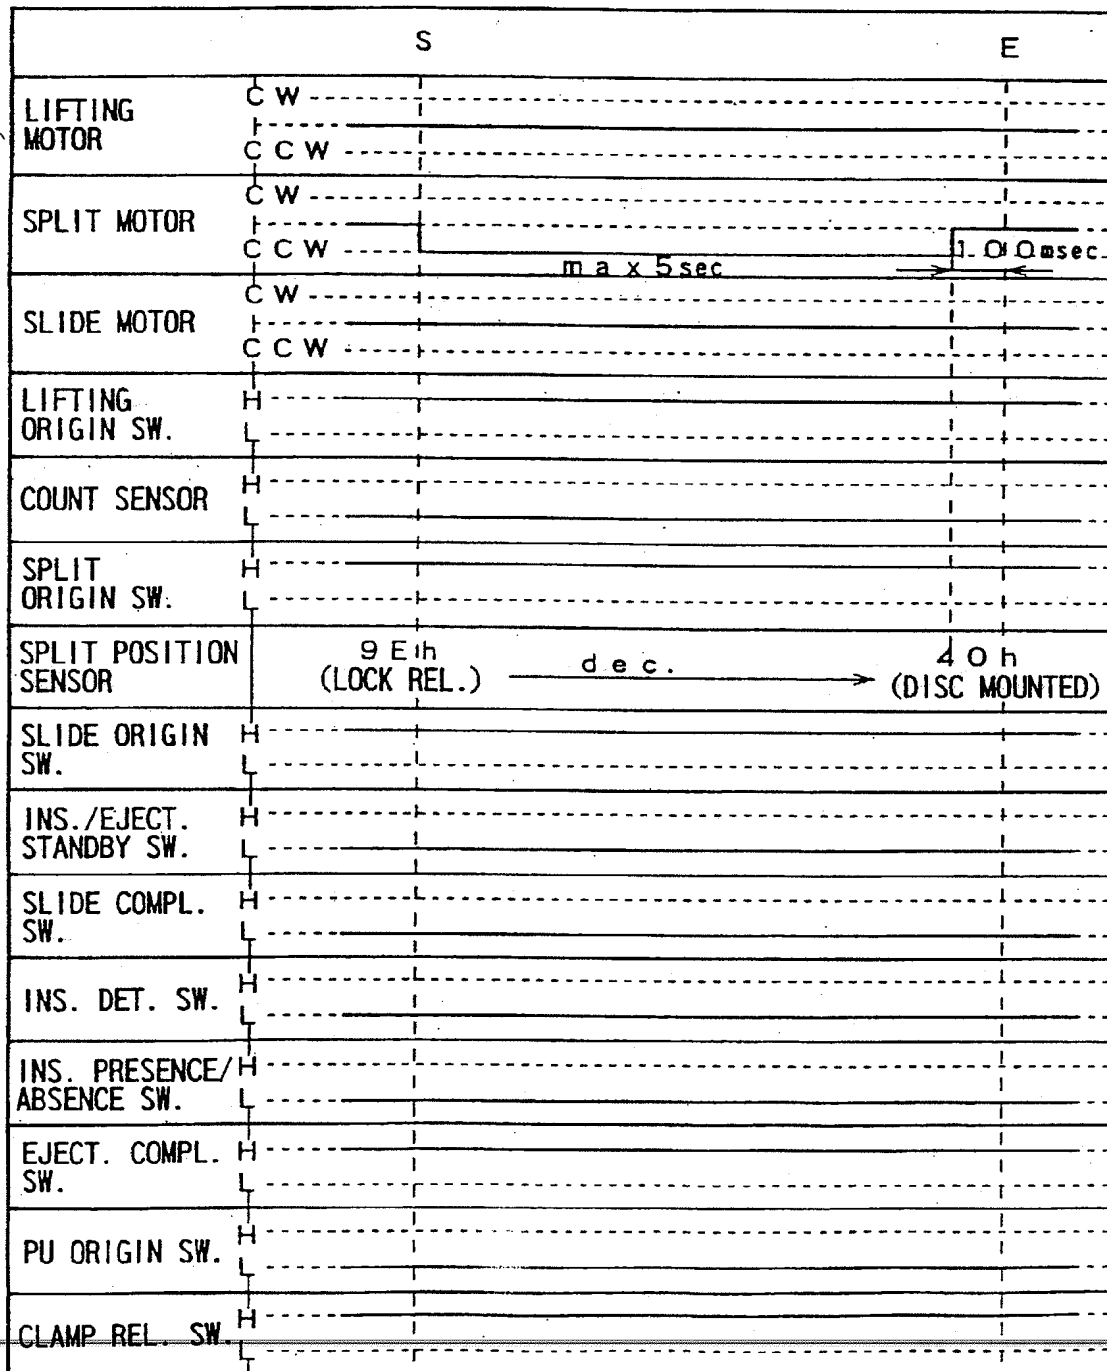 S E
LIFTING MOTOR
CW
CCW
SPLIT MOTOR
CW
CCW
max 5sec
100msec
SLIDE MOTOR
CW
CCW
LIFTING
ORIGIN SW.
H
L
COUNT SENSOR
H
L
SPLIT
ORIGIN SW.
H
L
SPLIT POSITION
SENSOR
9Eh
(LOCK REL.)
dec.
40h
(DISC MOUNTED)
SLIDE ORIGIN
SW.
H
L
INS./EJECT.
STANDBY SW.
H
L
SLIDE COMPL.
SW.
H
L
INS. DET. SW.
H
L
INS. PRESENCE/
ABSENCE SW.
H
L
EJECT. COMPL.
SW.
H
L
PU ORIGIN SW.
H
L
CLAMP REL. SW.
H
L